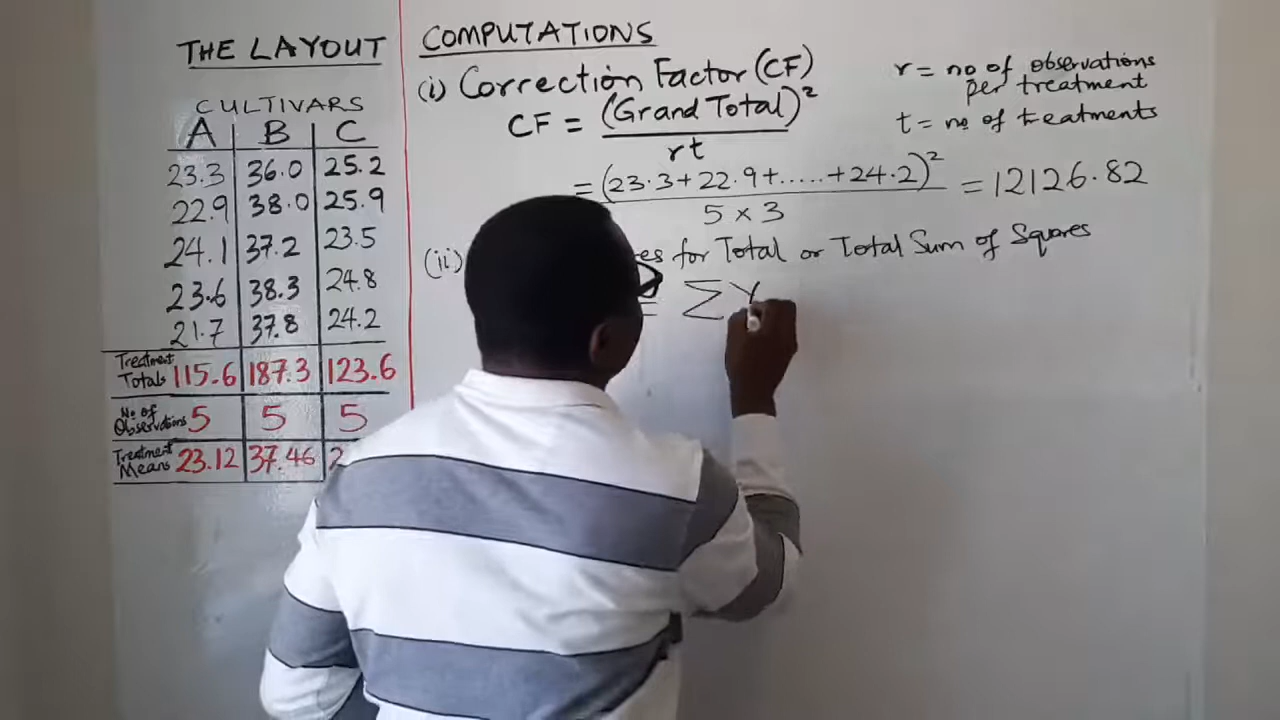 THE LAYOUT
CULTIVARS
A B C
23.3 36.0 25.2
22.9 38.0 25.9
24.1 37.2 23.5
23.6 38.3 24.8
21.7 37.8 24.2
Treatment Totals 115.6 187.3 123.6
No of Observations 5 5 5
Treatment Means 23.12 37.46 2
COMPUTATIONS
(i) Correction Factor (CF)
CF = (Grand Total)²
rt
= (23.3+22.9+.....+24.2)² = 12126.82
5 × 3
r = no of observations
per treatment
t = no of treatments
(ii) es for Total or Total Sum of Squares
= ΣY